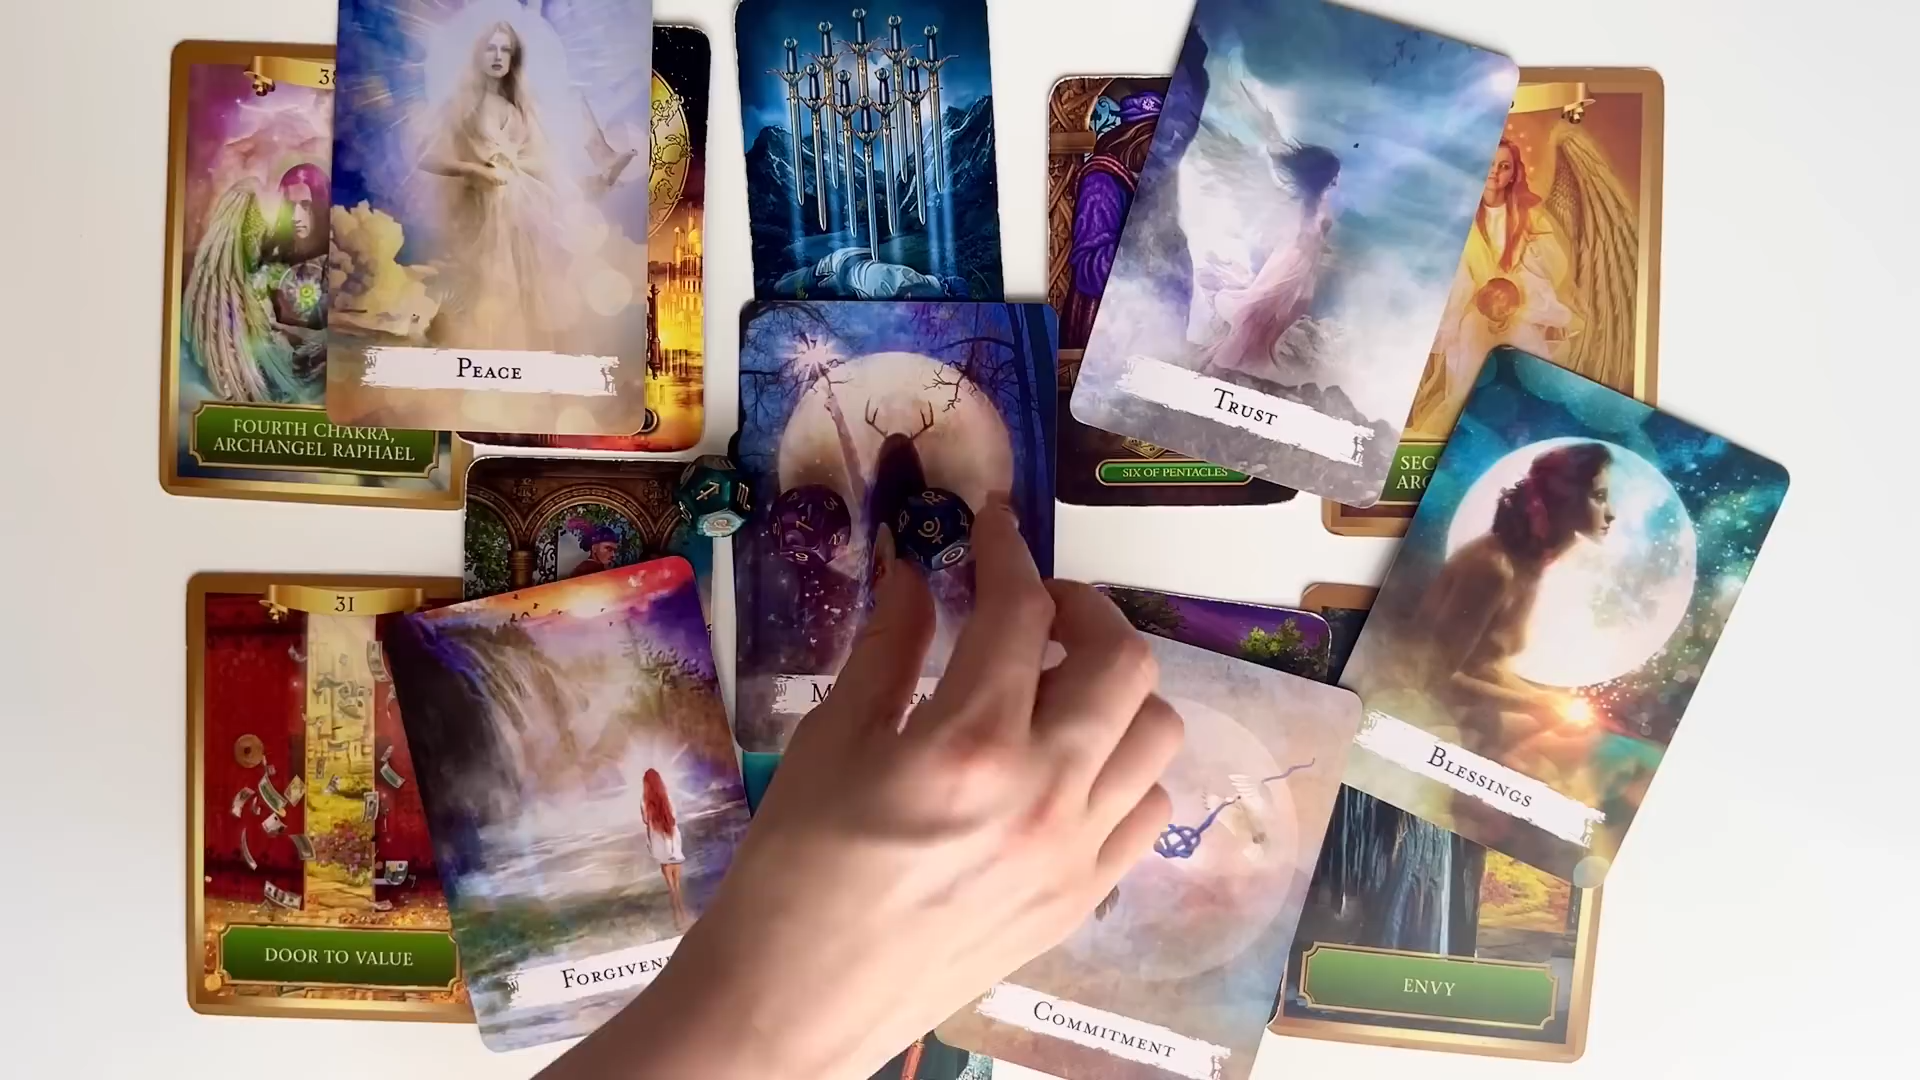 38
PEACE
FOURTH CHAKRA,
ARCHANGEL RAPHAEL
TRUST
SIX OF PENTACLES
31
BLESSINGS
DOOR TO VALUE
COMMITMENT
ENVY